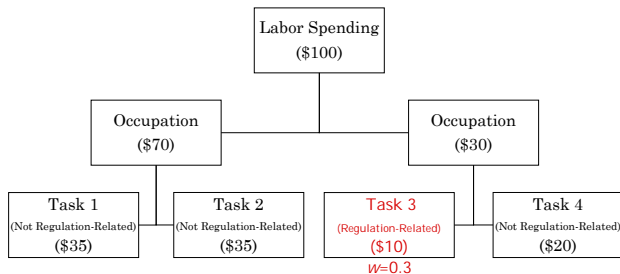 Labor Spending
($100)
Occupation
($70)
Occupation
($30)
Task 1
(Not Regulation-Related)
($35)
Task 2
(Not Regulation-Related)
($35)
Task 3
(Regulation-Related)
($10)
w=0.3
Task 4
(Not Regulation-Related)
($20)